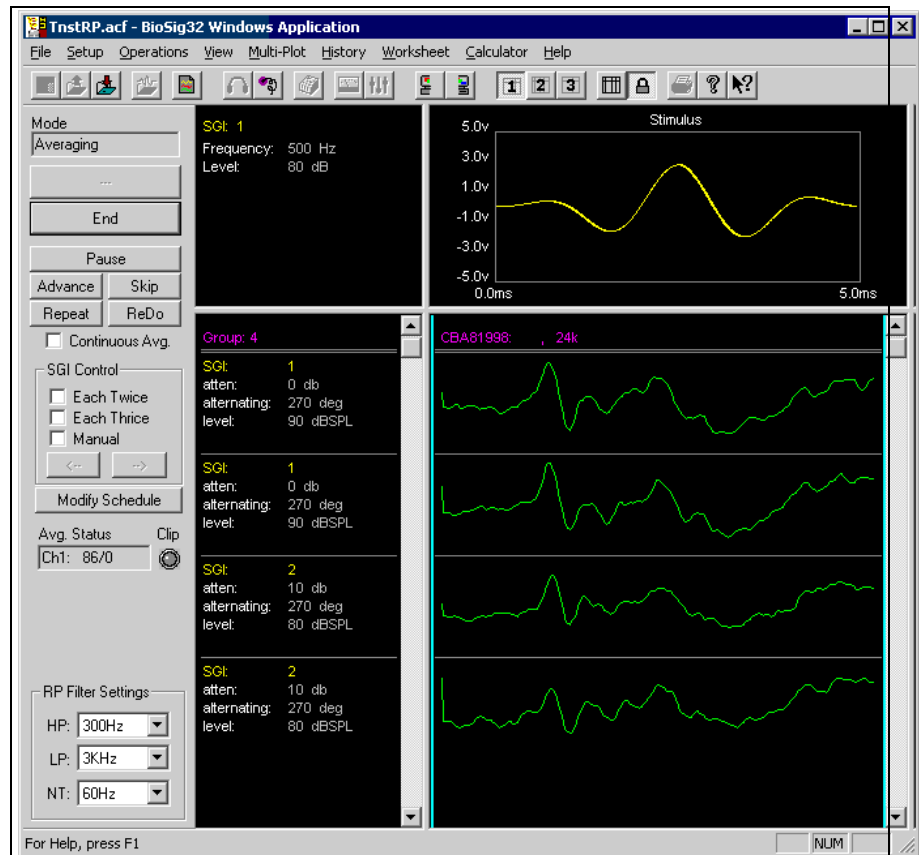 TnstRP.acf - BioSig32 Windows Application
File Setup Operations View Multi-Plot History Worksheet Calculator Help
1 2 3
Mode
Averaging
...
End
Pause
Advance Skip
Repeat ReDo
Continuous Avg.
SGI Control
Each Twice
Each Thrice
Manual
<-- -->
Modify Schedule
Avg. Status Clip
Ch1: 86/0
RP Filter Settings
HP: 300Hz
LP: 3KHz
NT: 60Hz
SGI: 1
Frequency: 500 Hz
Level: 80 dB
Stimulus
5.0v
3.0v
1.0v
-1.0v
-3.0v
-5.0v
0.0ms 5.0ms
Group: 4
SGI: 1
atten: 0 db
alternating: 270 deg
level: 90 dBSPL
SGI: 1
atten: 0 db
alternating: 270 deg
level: 90 dBSPL
SGI: 2
atten: 10 db
alternating: 270 deg
level: 80 dBSPL
SGI: 2
atten: 10 db
alternating: 270 deg
level: 80 dBSPL
CBA81998: , 24k
For Help, press F1
NUM